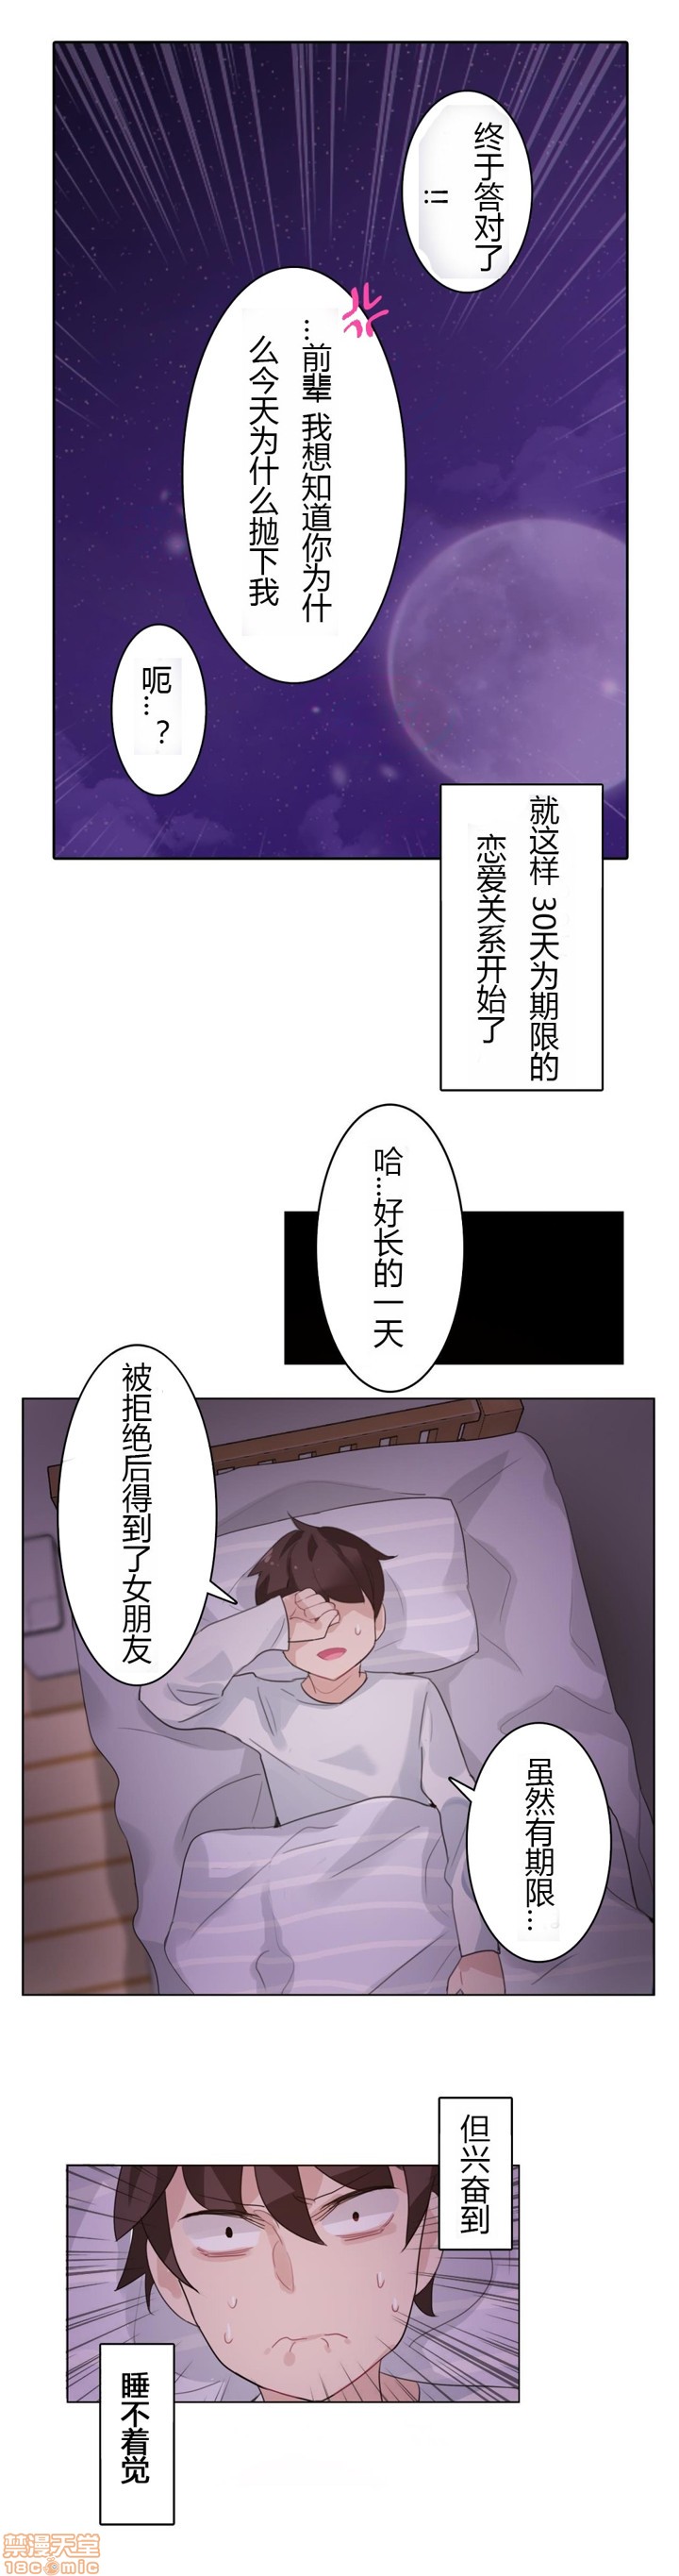 终于答对了
!!
…前辈 我想知道你为什
么今天为什么抛下我
呃…?
就这样 30天为期限的
恋爱关系开始了
哈…好长的一天
被拒绝后得到了女朋友
虽然有期限…
但兴奋到
睡不着觉
禁漫天堂
18comic